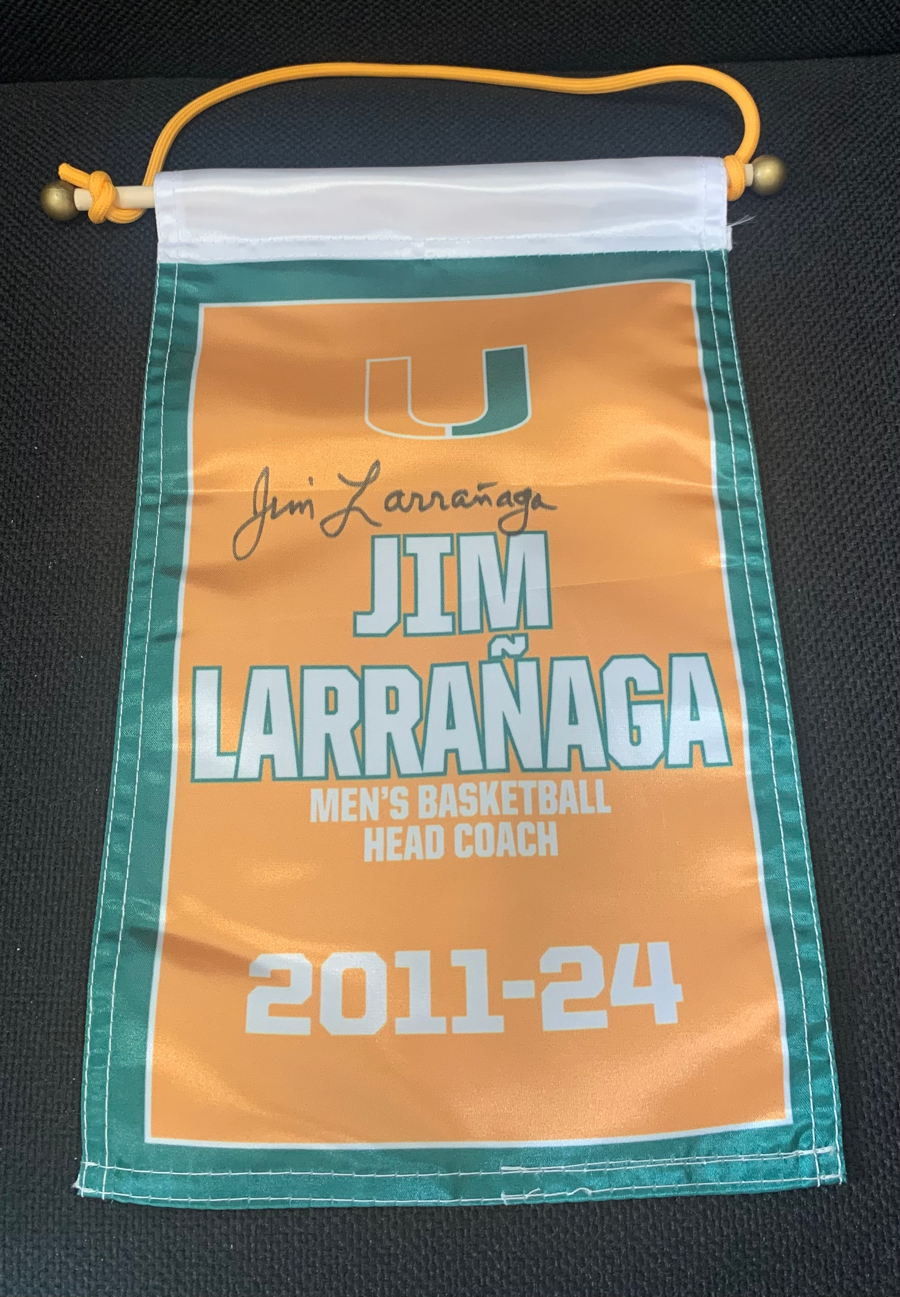 U
Jim Larrañaga
JIM
LARRAÑAGA
MEN'S BASKETBALL
HEAD COACH
2011-24